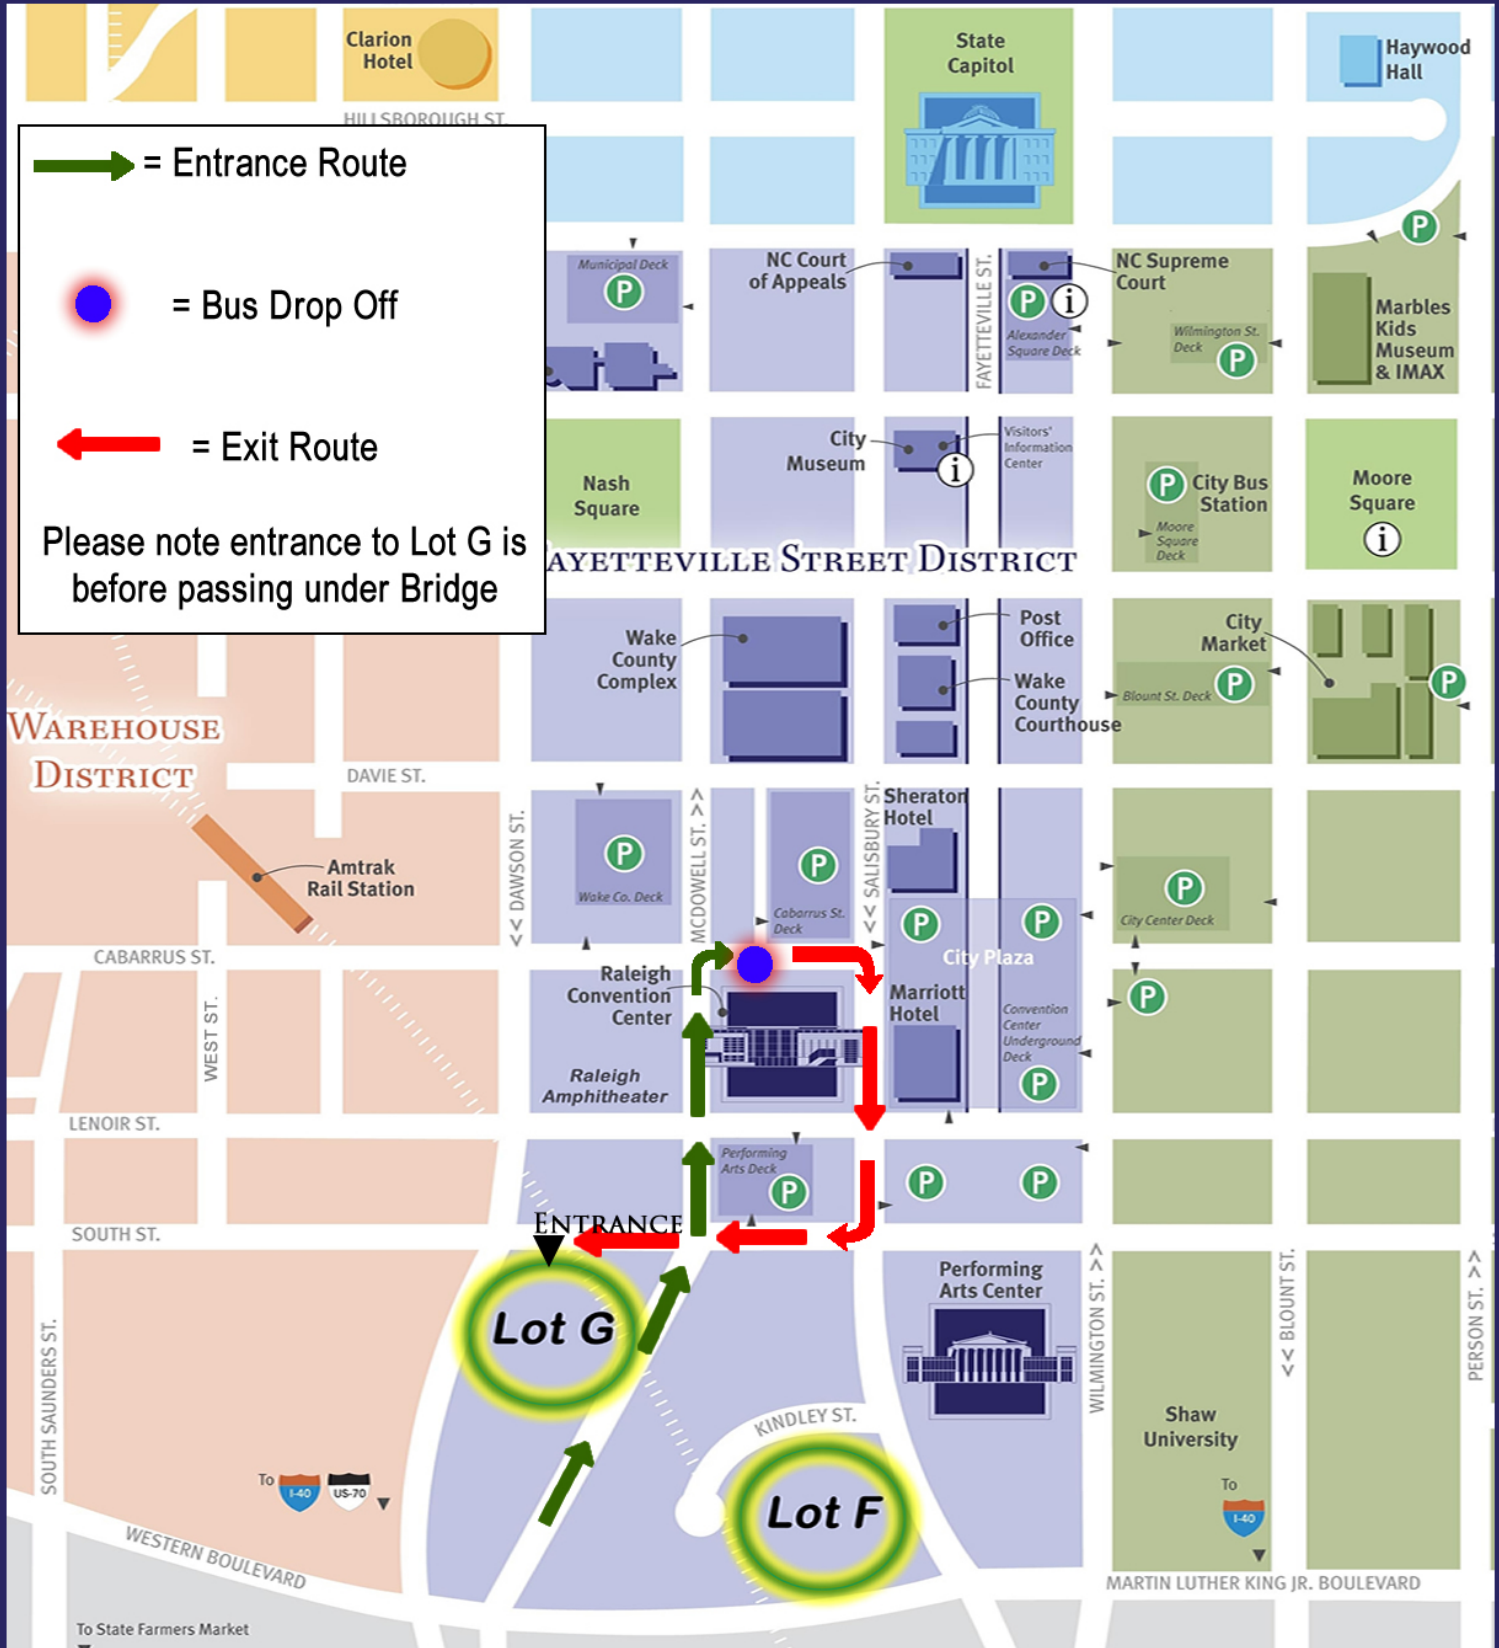 Clarion
Hotel
State
Capitol
Haywood
Hall
HILLSBOROUGH ST.
= Entrance Route
= Bus Drop Off
= Exit Route
Please note entrance to Lot G is
before passing under Bridge
P
Municipal Deck
P
NC Court
of Appeals
FAYETTEVILLE ST.
NC Supreme
Court
P
i
Alexander
Square Deck
Wilmington St.
Deck
P
Marbles
Kids
Museum
& IMAX
City
Museum
Visitors'
Information
Center
i
Nash
Square
P
City Bus
Station
Moore
Square
Deck
Moore
Square
i
AYETTEVILLE STREET DISTRICT
Wake
County
Complex
Post
Office
Wake
County
Courthouse
City
Market
Blount St. Deck
P
P
WAREHOUSE
DISTRICT
DAVIE ST.
Amtrak
Rail Station
<< DAWSON ST.
P
Wake Co. Deck
MCDOWELL ST. >>
P
Cabarrus St.
Deck
<< SALISBURY ST.
Sheraton
Hotel
P
P
City Plaza
P
City Center Deck
CABARRUS ST.
WEST ST.
Raleigh
Convention
Center
Marriott
Hotel
Convention
Center
Underground
Deck
P
P
Raleigh
Amphitheater
LENOIR ST.
Performing
Arts Deck
P
P
P
SOUTH ST.
ENTRANCE
Lot G
Performing
Arts Center
WILMINGTON ST. >>
<< BLOUNT ST.
PERSON ST. >>
SOUTH SAUNDERS ST.
KINDLEY ST.
Lot F
Shaw
University
To
I-40
US-70
To
I-40
WESTERN BOULEVARD
MARTIN LUTHER KING JR. BOULEVARD
To State Farmers Market